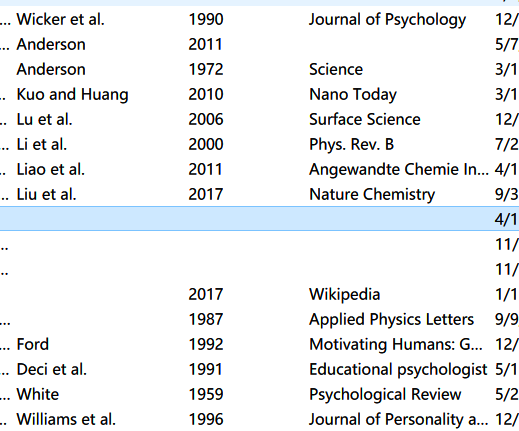 ... Wicker et al. 1990 Journal of Psychology 12/
... Anderson 2011 5/7
Anderson 1972 Science 3/1
.. Kuo and Huang 2010 Nano Today 3/1
.. Lu et al. 2006 Surface Science 12/
... Li et al. 2000 Phys. Rev. B 7/2
.. Liao et al. 2011 Angewandte Chemie In... 4/1
... Liu et al. 2017 Nature Chemistry 9/3
4/1
... 11/
... 11/
2017 Wikipedia 1/1
... 1987 Applied Physics Letters 9/9
... Ford 1992 Motivating Humans: G... 12/
... Deci et al. 1991 Educational psychologist 5/1
... White 1959 Psychological Review 5/2
... Williams et al. 1996 Journal of Personality a... 12/